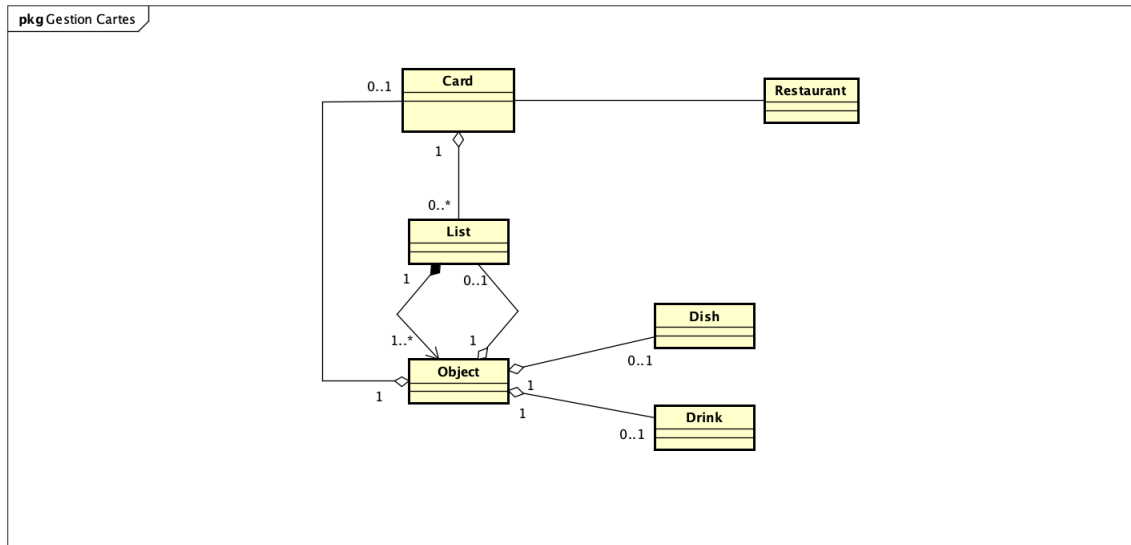 pkg Gestion Cartes
Card
0..1
Restaurant
1
0..*
List
1
0..1
1..*
1
Dish
0..1
Object
1
1
1
Drink
0..1